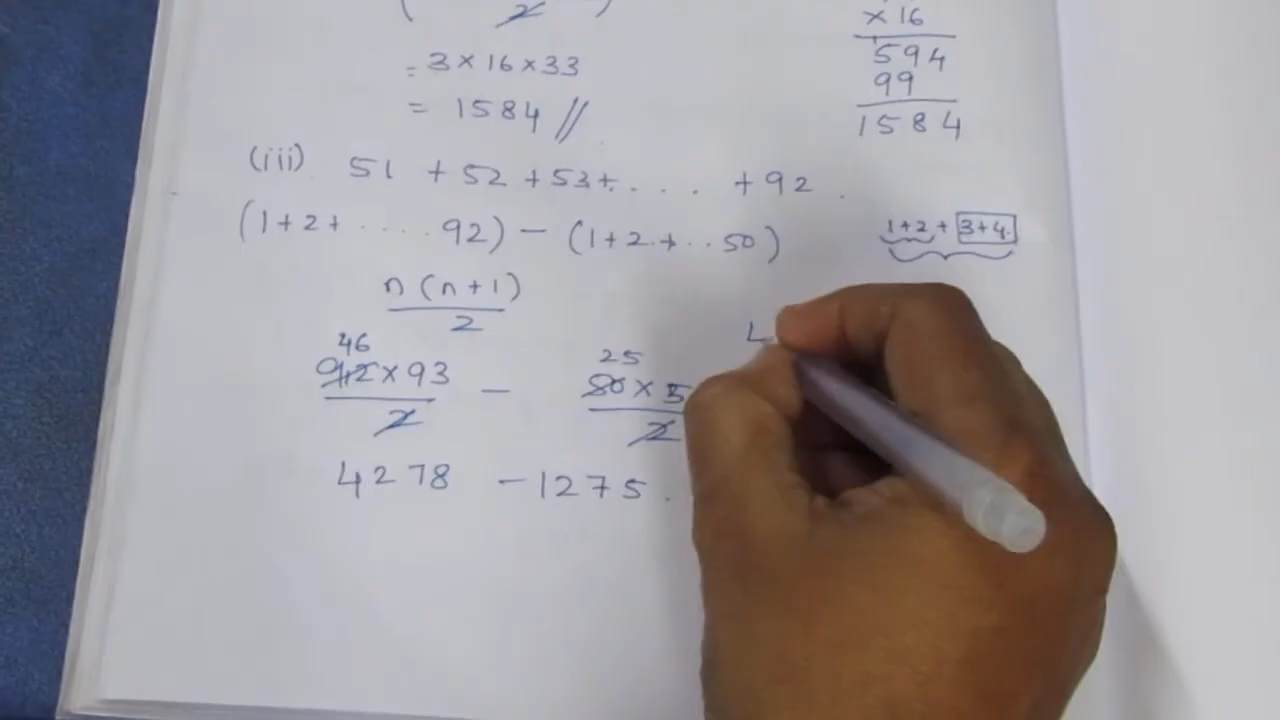 2
× 16
= 3 × 16 × 33
594
99
= 1584 //
1584
(iii) 51 + 52 + 53 + . . . . + 92 .
(1 + 2 + . . . . 92) − (1 + 2 + . . 50)
1 + 2 + 3 + 4.
n (n + 1)
2
46
92 × 93 −
2
25
50 × 5
2
4278 − 1275 .